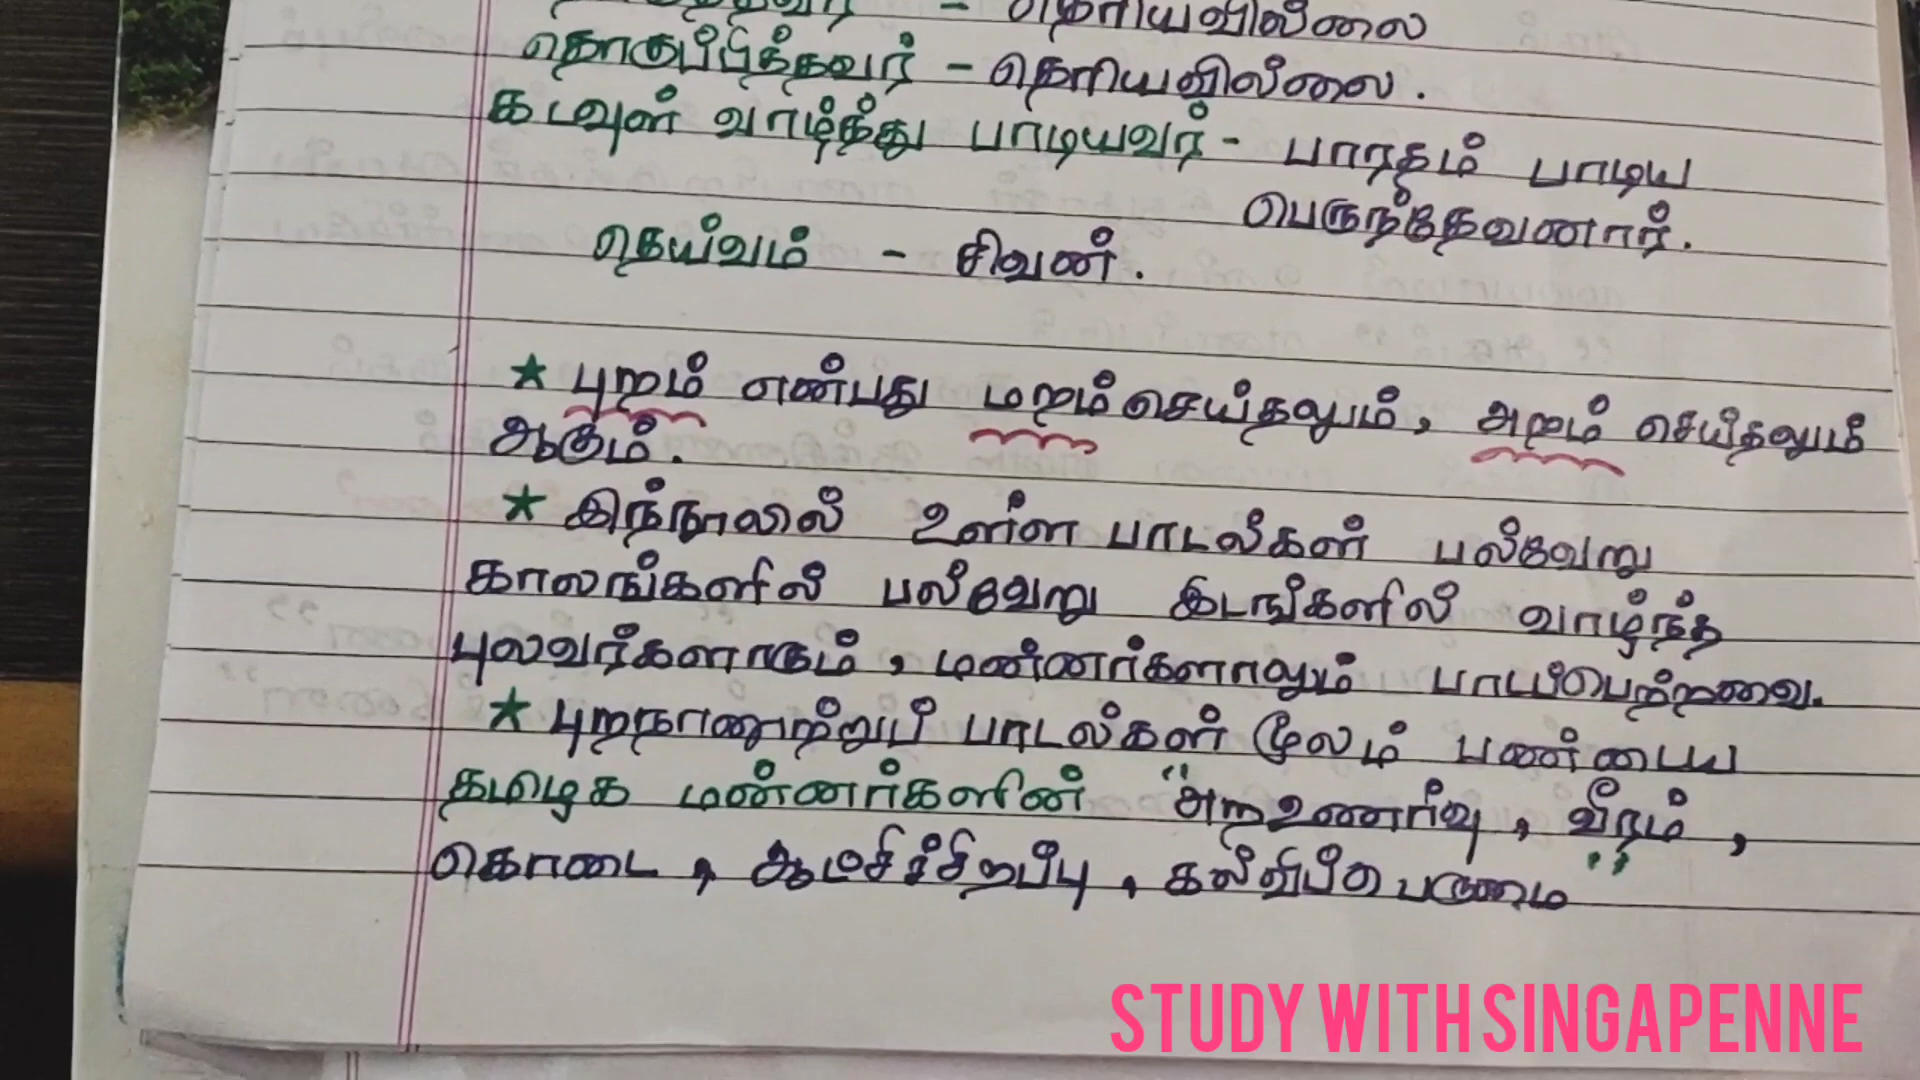 தெரியவில்லை
தொகுப்பித்தவர் - தெரியவில்லை.
கடவுள் வாழ்த்து பாடியவர் - பாரதம் பாடிய
பெருந்தேவனார்.
தெய்வம் - சிவன்.
★ புறம் என்பது மறம் செய்தலும், அறம் செய்தலும்
ஆகும்.
★ இந்நூலில் உள்ள பாடல்கள் பல்வேறு
காலங்களில் பல்வேறு இடங்களில் வாழ்ந்த
புலவர்களாகும், மன்னர்களாலும் பாடப்பெற்றவை.
★ புறநானூற்றுப் பாடல்கள் மூலம் பண்டைய
தமிழக மன்னர்களின் "அறஉணர்வு, வீரம்,
கொடை, ஆட்சிச்சிறப்பு, கல்விப்பெருமை"
STUDY WITH SINGAPENNE